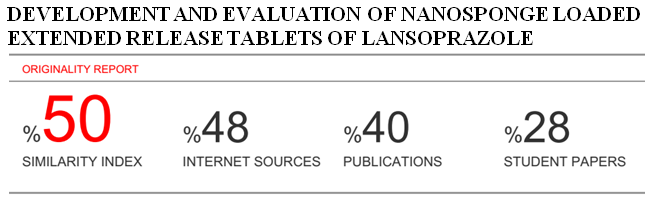 DEVELOPMENT AND EVALUATION OF NANOSPONGE LOADED
EXTENDED RELEASE TABLETS OF LANSOPRAZOLE
ORIGINALITY REPORT
%50 %48 %40 %28
SIMILARITY INDEX INTERNET SOURCES PUBLICATIONS STUDENT PAPERS